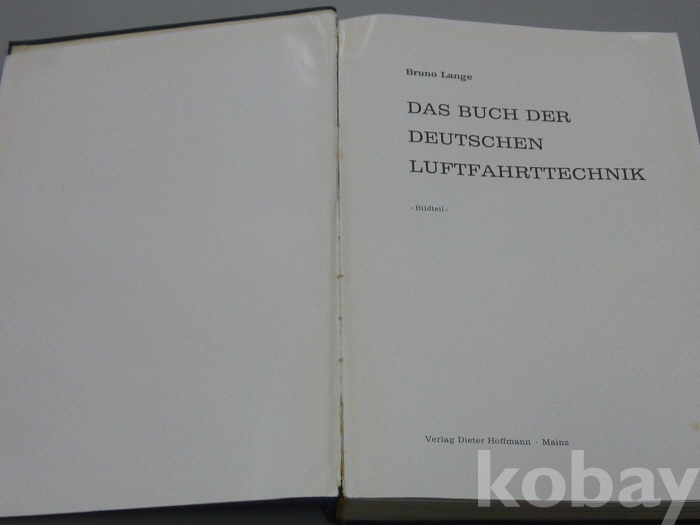 Bruno Lange
DAS BUCH DER
DEUTSCHEN
LUFTFAHRTTECHNIK
-Bildteil-
Verlag Dieter Hoffmann · Mainz
kobay